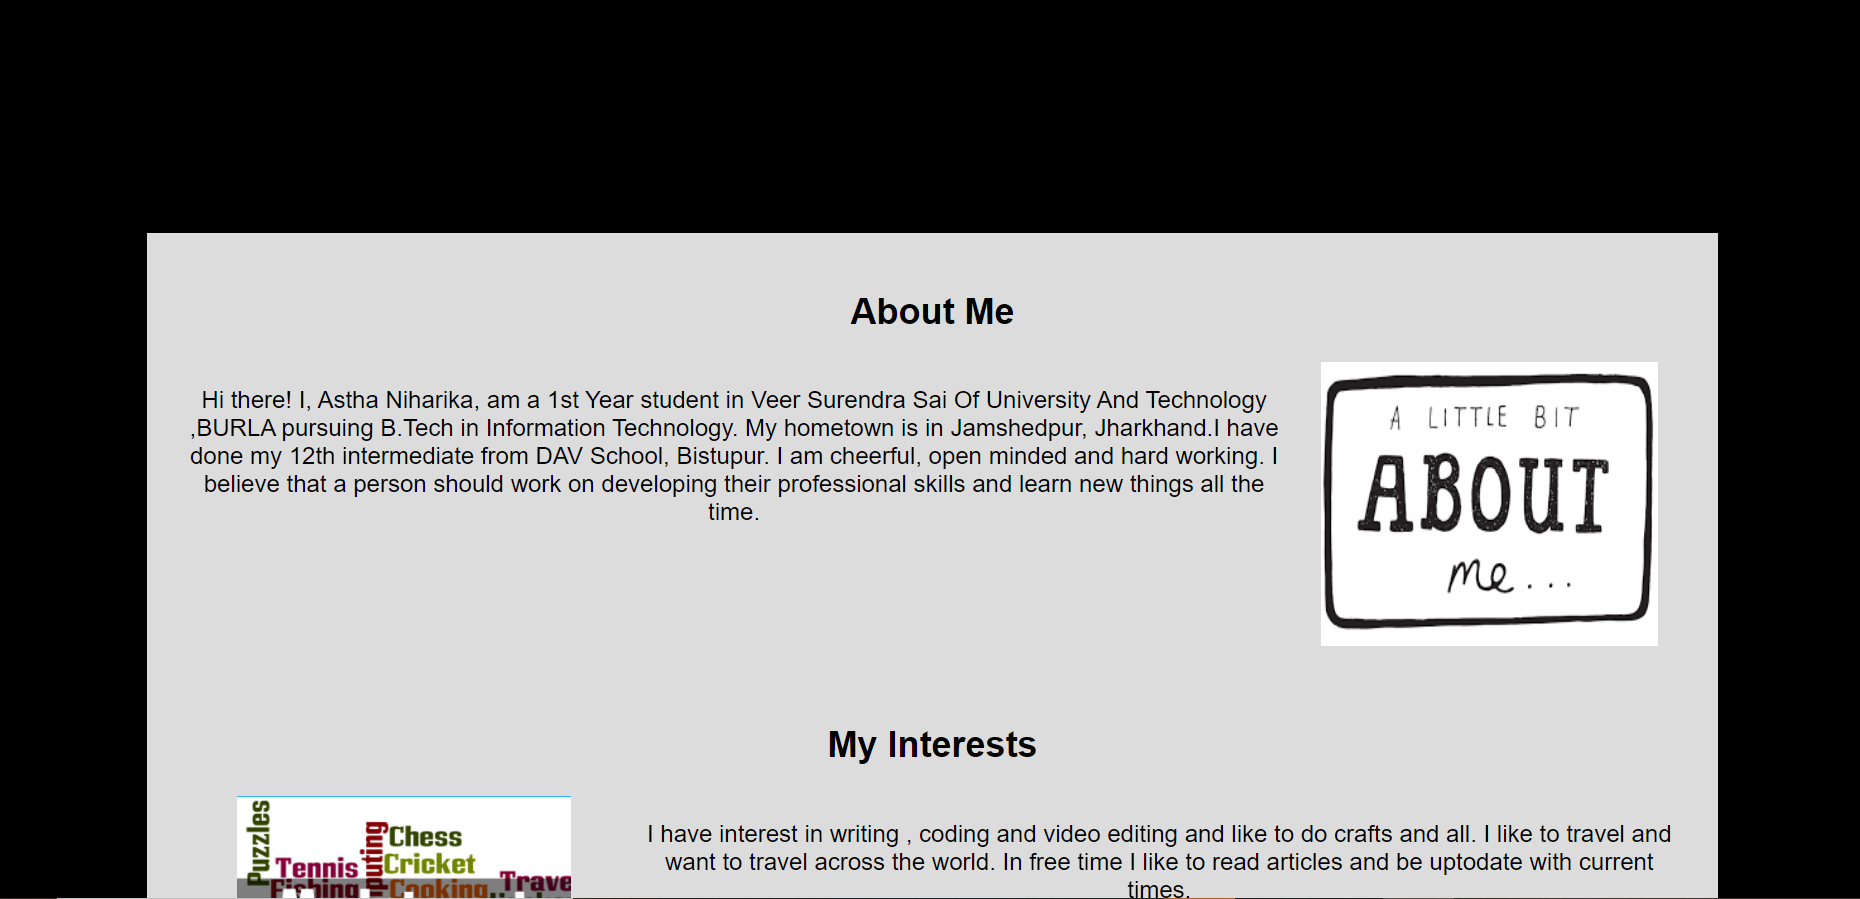 About Me
Hi there! I, Astha Niharika, am a 1st Year student in Veer Surendra Sai Of University And Technology
,BURLA pursuing B.Tech in Information Technology. My hometown is in Jamshedpur, Jharkhand.I have
done my 12th intermediate from DAV School, Bistupur. I am cheerful, open minded and hard working. I
believe that a person should work on developing their professional skills and learn new things all the
time.
A LITTLE BIT
ABOUT
me...
My Interests
Puzzles
Chess
Tennis
Cricket
Fishing
Cooking
I have interest in writing , coding and video editing and like to do crafts and all. I like to travel and
want to travel across the world. In free time I like to read articles and be uptodate with current
times.